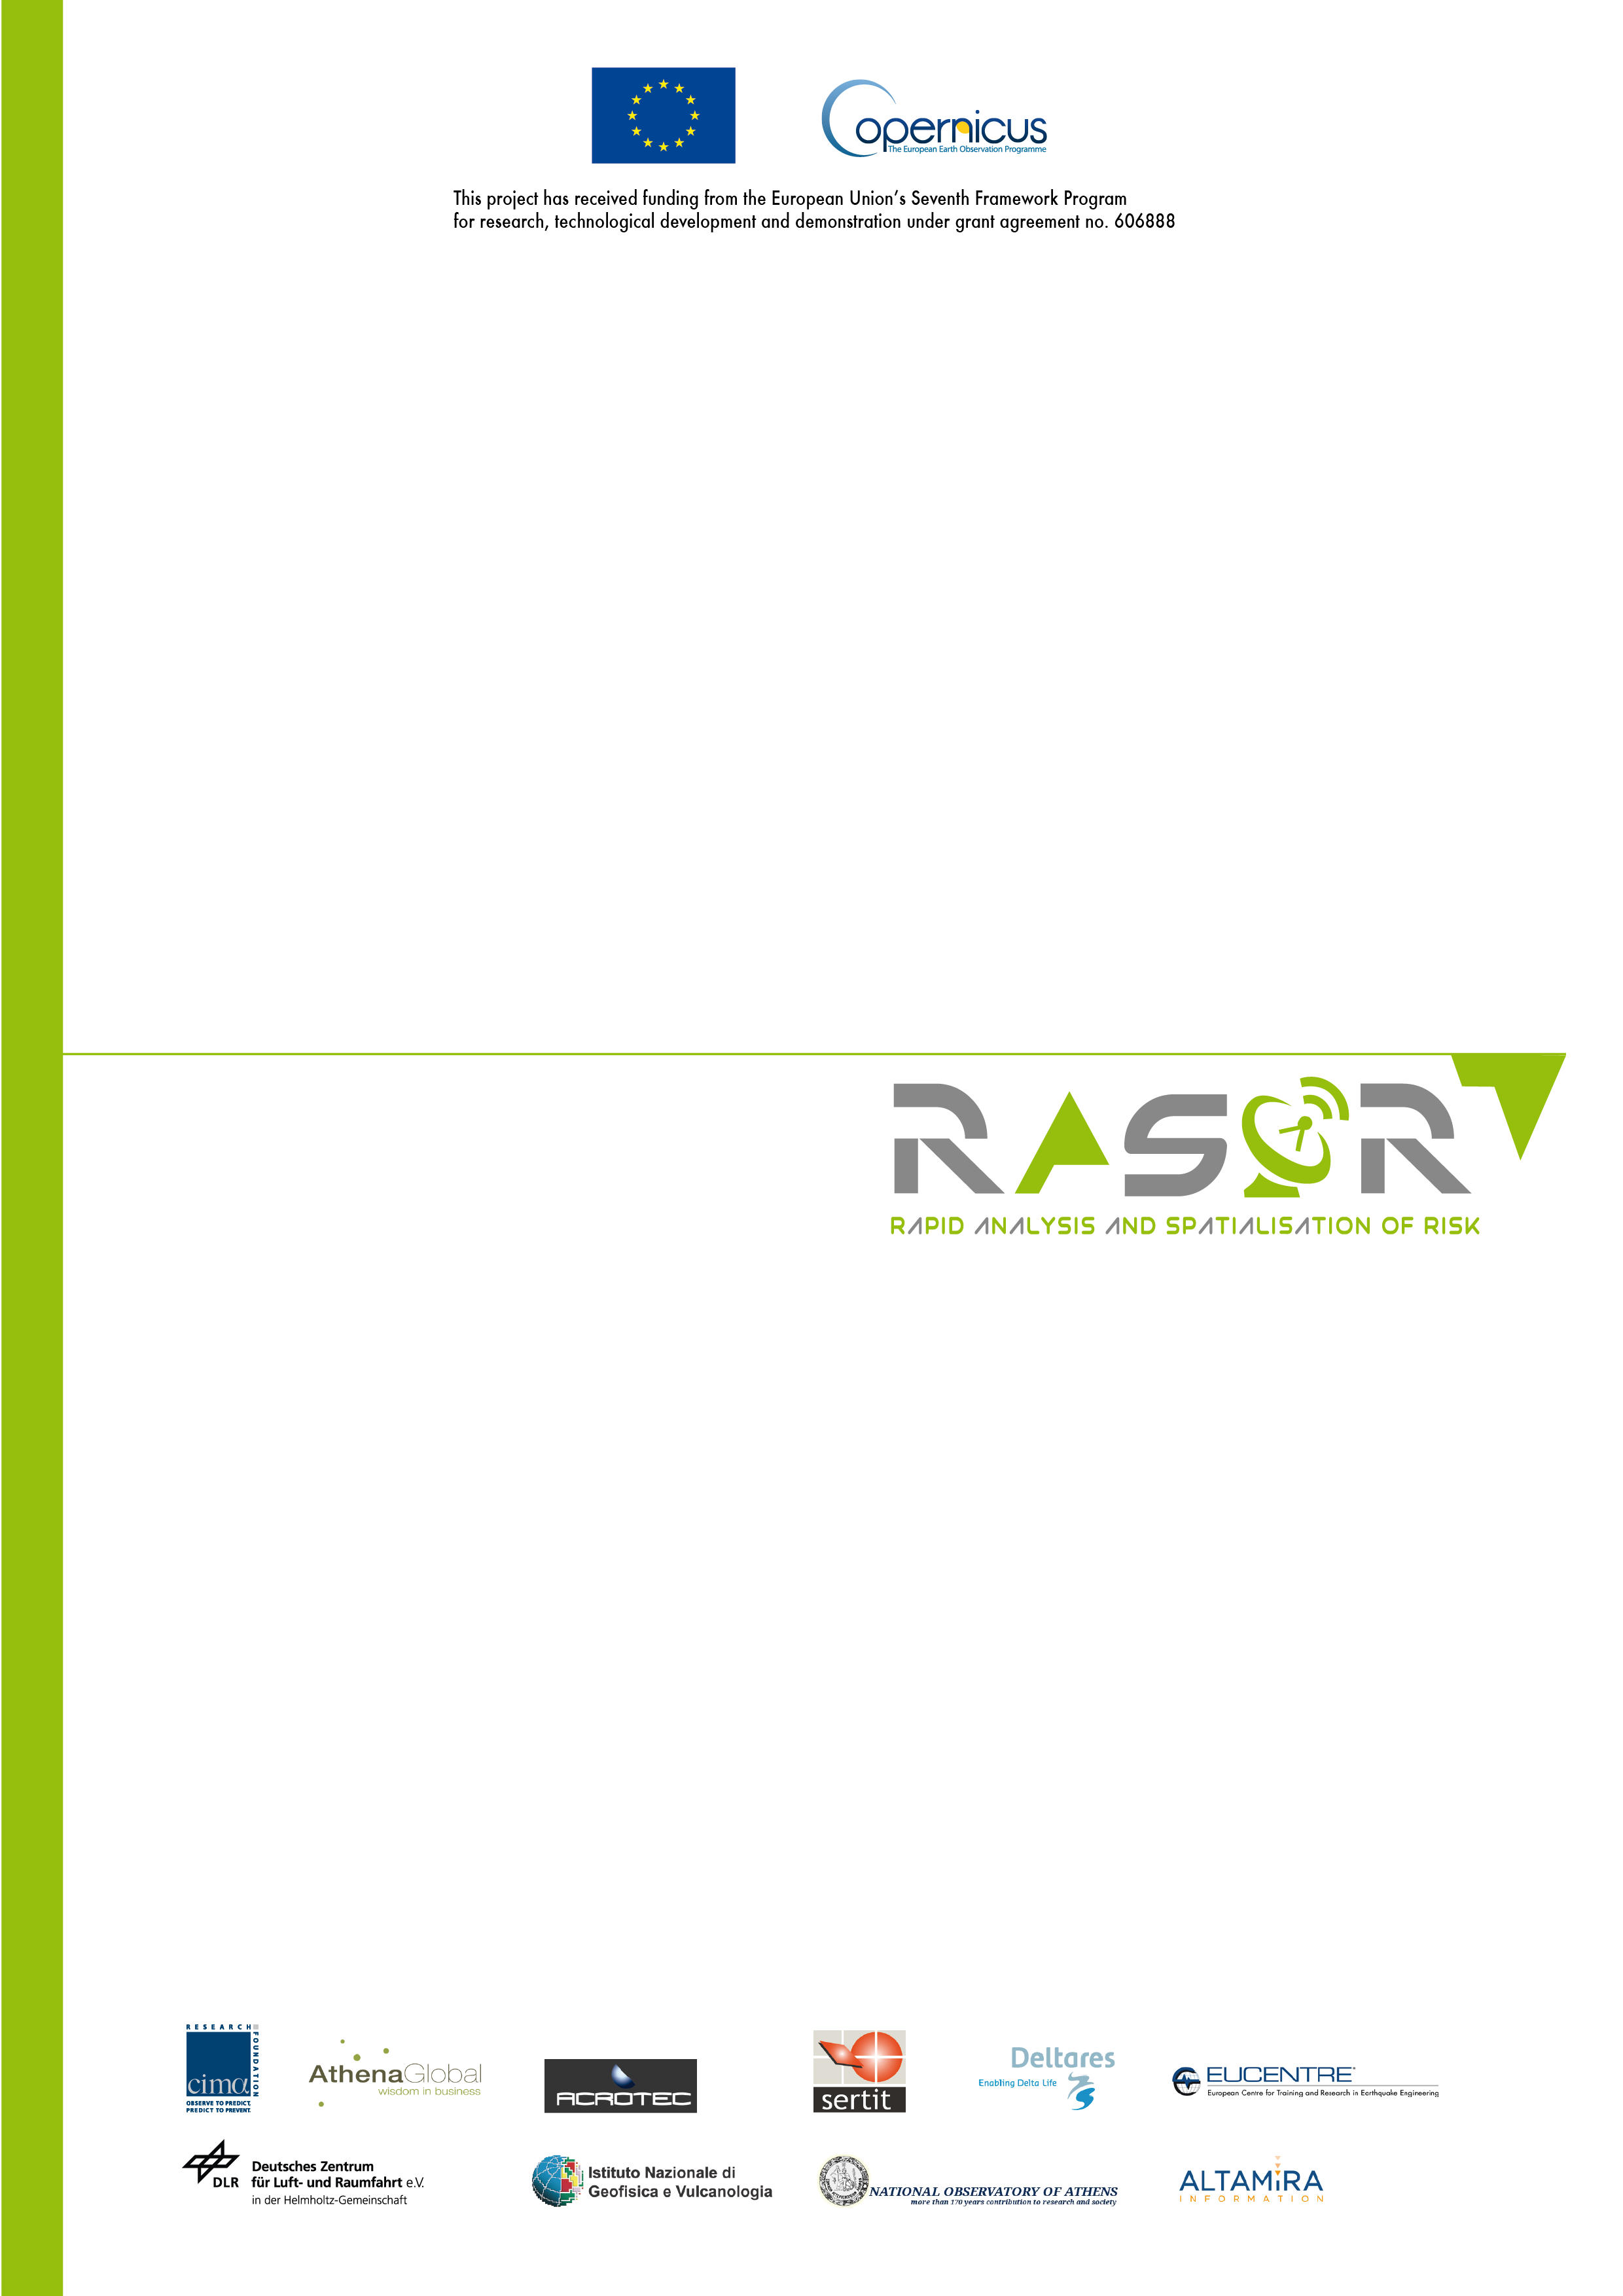 opernicus
The European Earth Observation Programme
This project has received funding from the European Union's Seventh Framework Program
for research, technological development and demonstration under grant agreement no. 606888
RASOR
RAPID ANALYSIS AND SPATIALISATION OF RISK
RESEARCH
FOUNDATION
cima
OBSERVE TO PREDICT,
PREDICT TO PREVENT.
AthenaGlobal
wisdom in business
ACROTEC
sertit
Deltares
Enabling Delta Life
EUCENTRE
European Centre for Training and Research in Earthquake Engineering
DLR
Deutsches Zentrum
für Luft- und Raumfahrt e.V.
in der Helmholtz-Gemeinschaft
Istituto Nazionale di
Geofisica e Vulcanologia
NATIONAL OBSERVATORY OF ATHENS
more than 170 years contribution to research and society
ALTAMIRA
INFORMATION